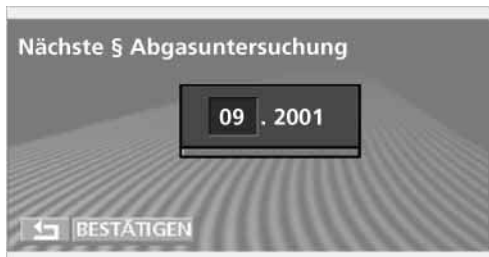 Nächste § Abgasuntersuchung
09 . 2001
BESTÄTIGEN